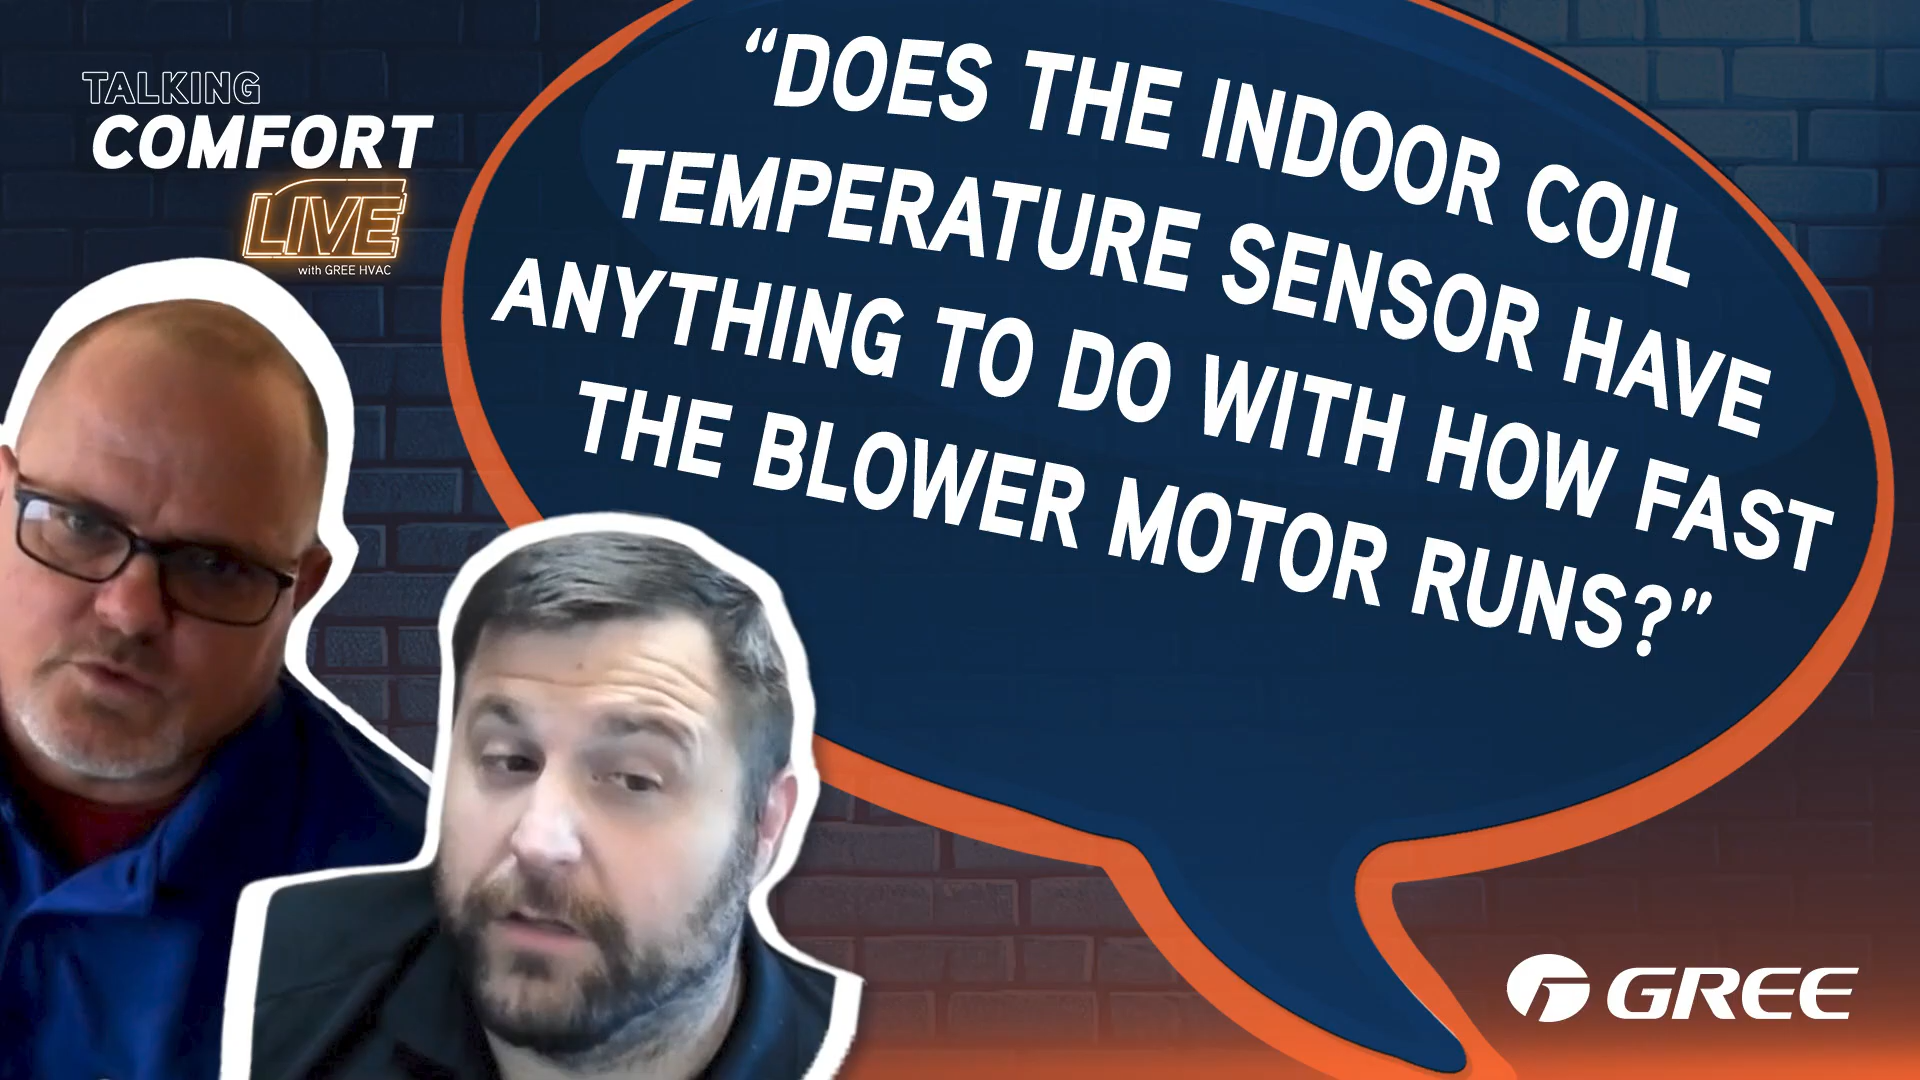 TALKING
COMFORT
LIVE
with GREE HVAC
“DOES THE INDOOR COIL
TEMPERATURE SENSOR HAVE
ANYTHING TO DO WITH HOW FAST
THE BLOWER MOTOR RUNS?”
GREE